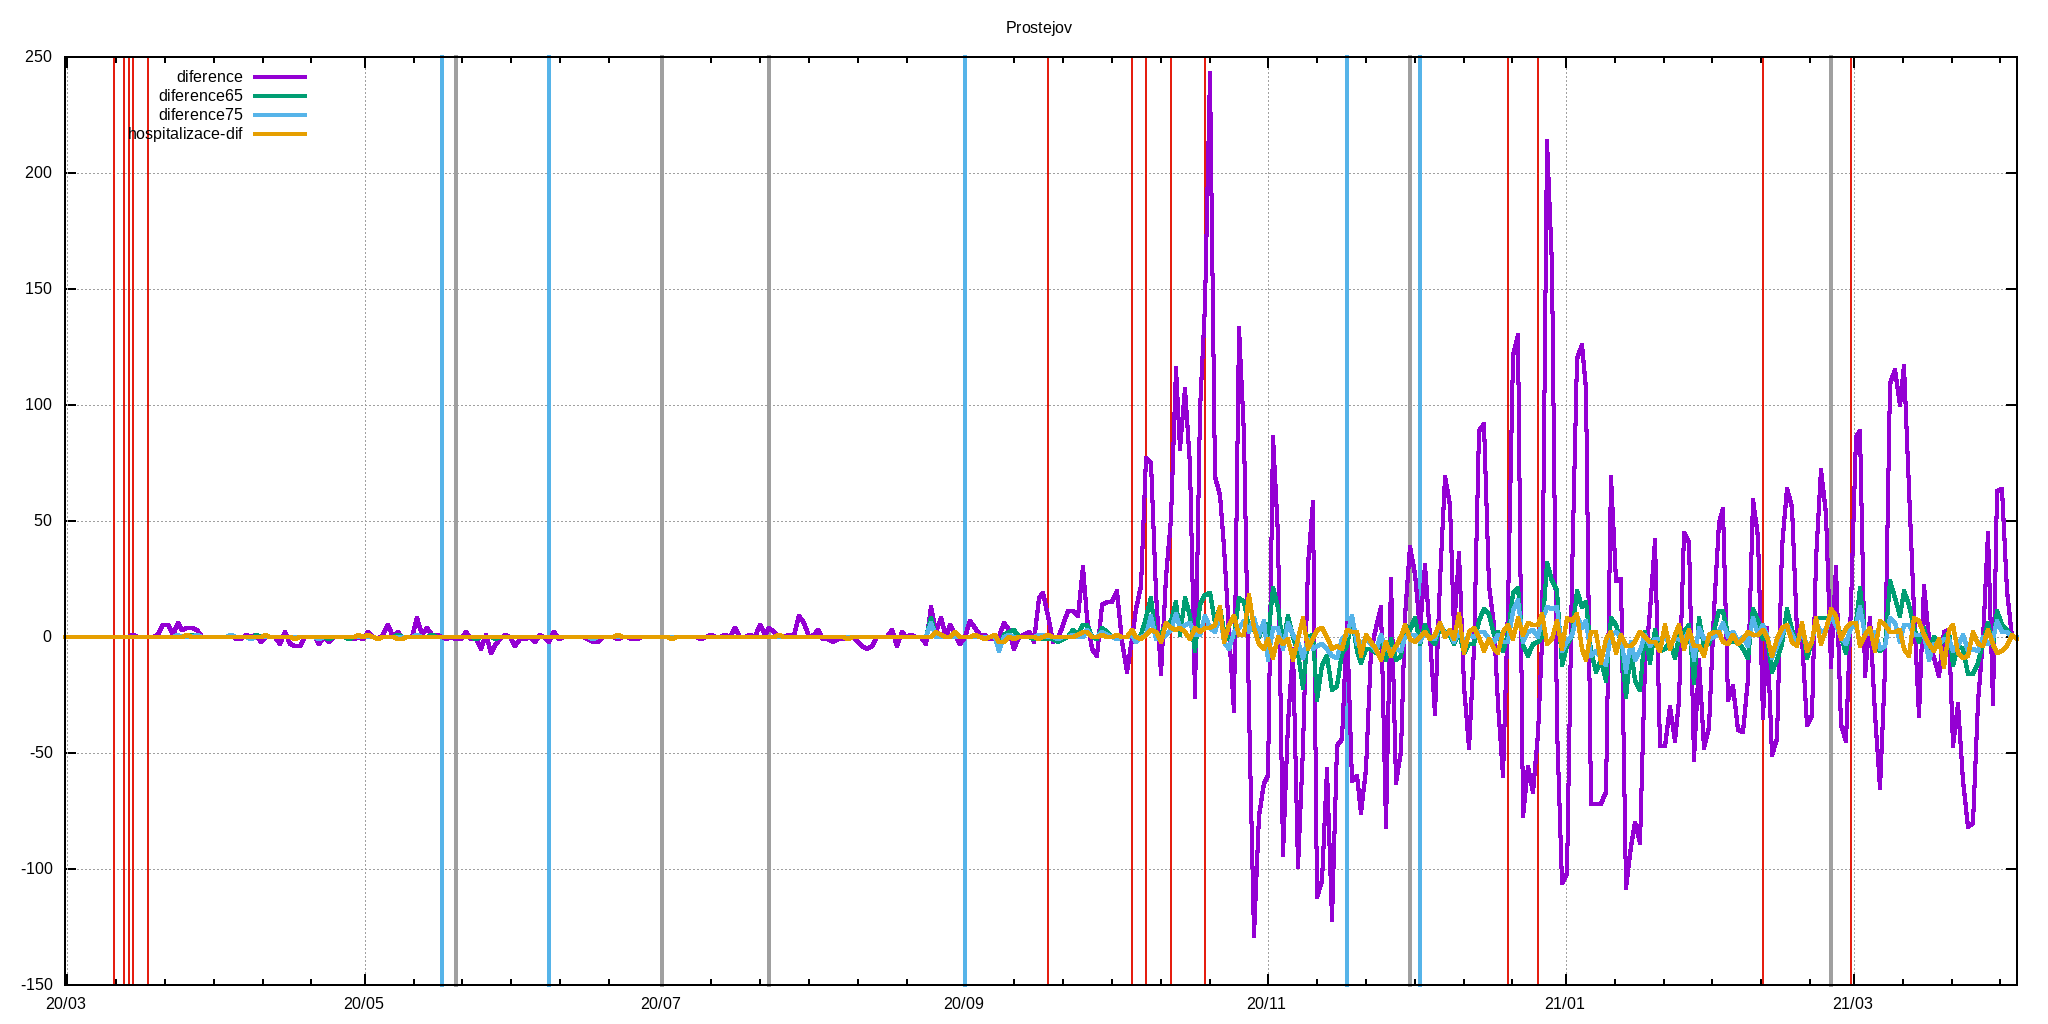 Prostejov
250
200
150
100
50
0
-50
-100
-150
diference
diference65
diference75
hospitalizace-dif
20/03 20/05 20/07 20/09 20/11 21/01 21/03